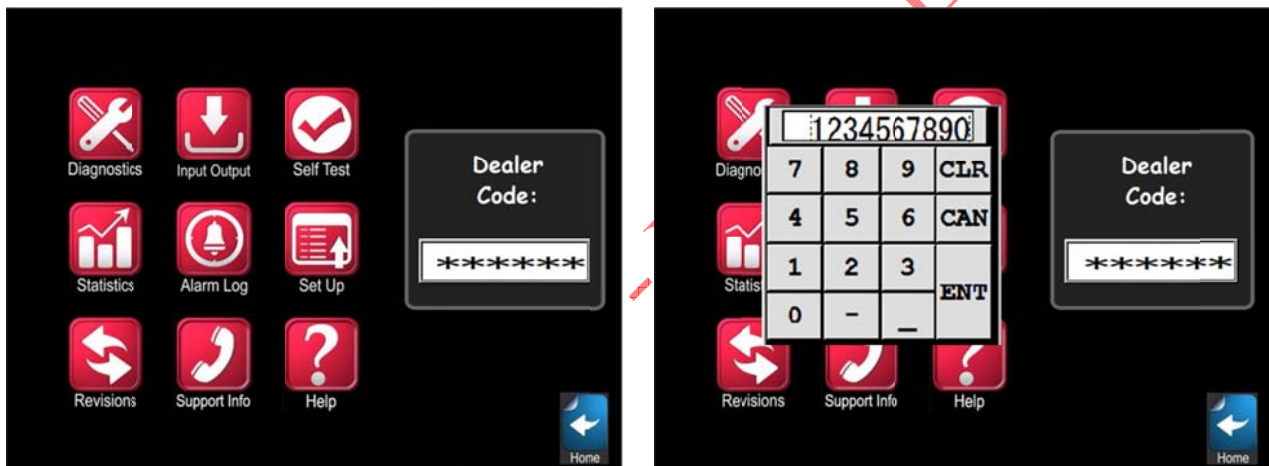 Diagnostics
Input Output
Self Test
Dealer
Code:
******
Statistics
Alarm Log
Set Up
Revisions
Support Info
Help
Home
1234567890
7 8 9 CLR
4 5 6 CAN
1 2 3
ENT
0 - _
Diagno
Dealer
Code:
******
Statis
Revisions
Support Info
Help
Home